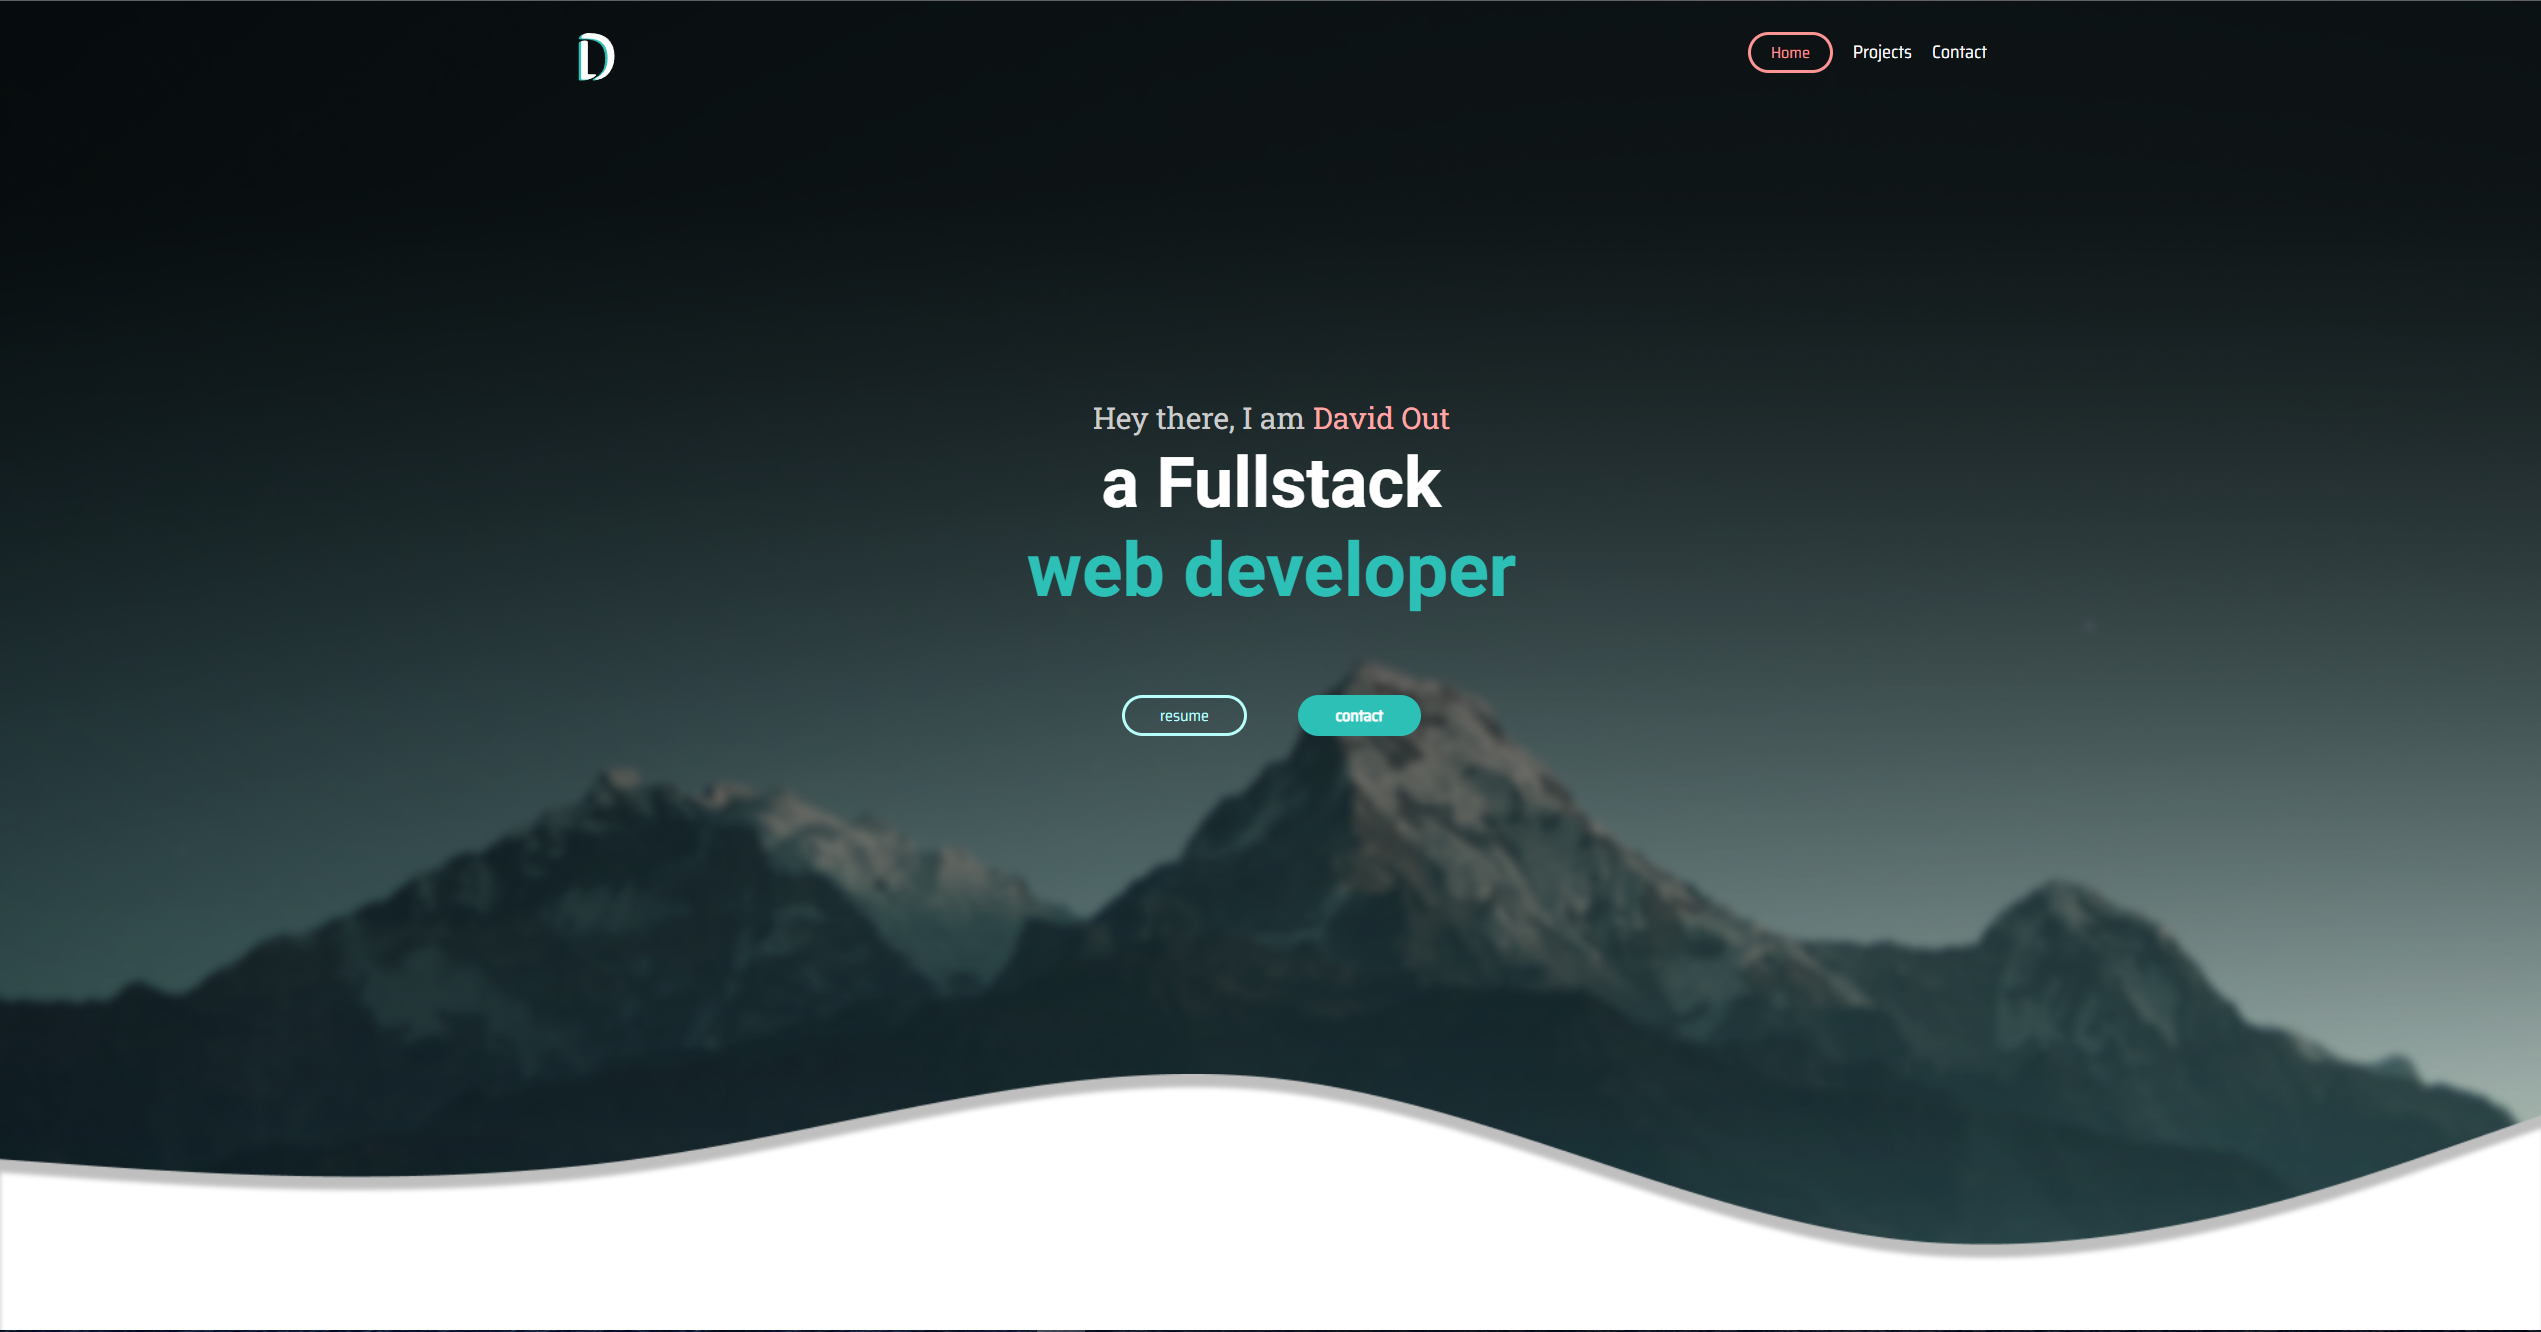 D
Home Projects Contact
Hey there, I am David Out
a Fullstack
web developer
resume contact